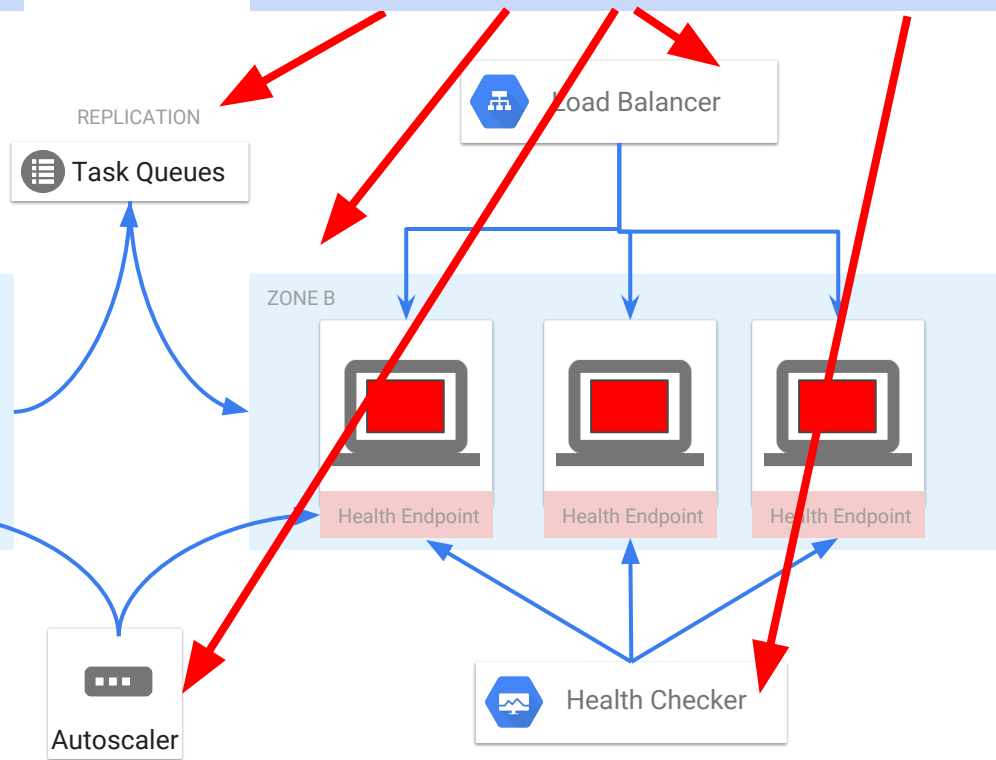 Load Balancer
REPLICATION
Task Queues
ZONE B
Health Endpoint
Health Endpoint
Health Endpoint
Health Checker
Autoscaler